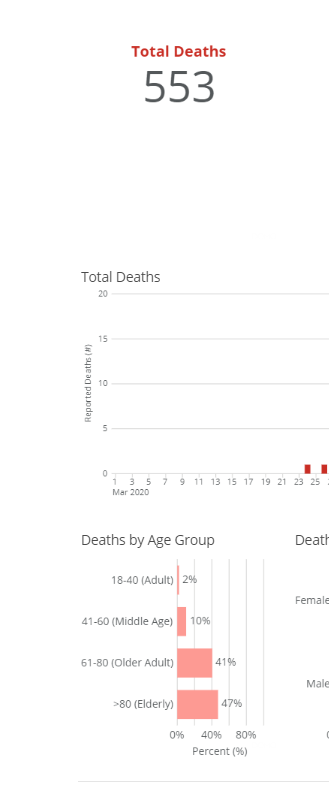 Total Deaths
553
Total Deaths
20
15
10
5
0
Reported Deaths (#)
1 3 5 7 9 11 13 15 17 19 21 23 25
Mar 2020
Deaths by Age Group
18-40 (Adult) 2%
41-60 (Middle Age) 10%
61-80 (Older Adult) 41%
>80 (Elderly) 47%
0% 40% 80%
Percent (%)
Death
Female
Male